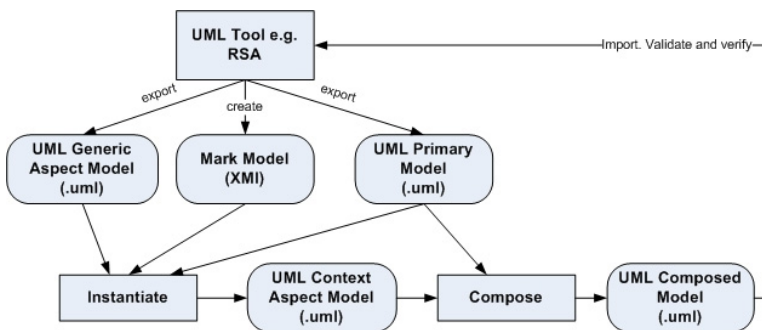 UML Tool e.g.
RSA
Import. Validate and verify
export
create
export
UML Generic
Aspect Model
(.uml)
Mark Model
(XMI)
UML Primary
Model
(.uml)
Instantiate
UML Context
Aspect Model
(.uml)
Compose
UML Composed
Model
(.uml)